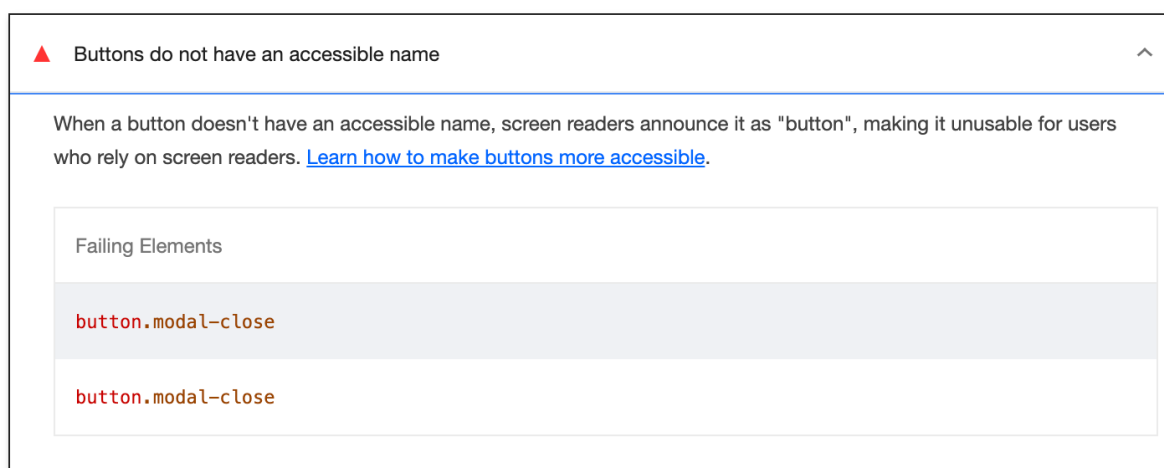 Buttons do not have an accessible name
When a button doesn't have an accessible name, screen readers announce it as "button", making it unusable for users
who rely on screen readers. Learn how to make buttons more accessible.
Failing Elements
button.modal-close
button.modal-close